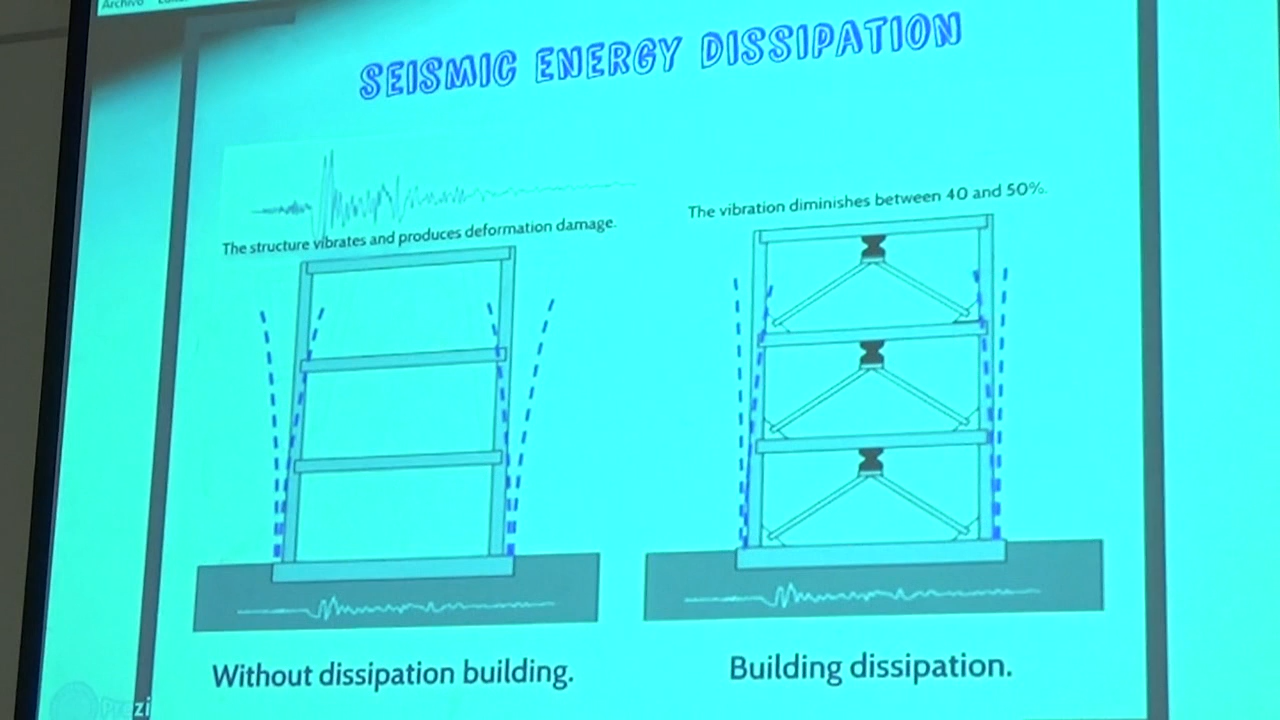 Archivo
SEISMIC ENERGY DISSIPATION
The structure vibrates and produces deformation damage.
The vibration diminishes between 40 and 50%.
Without dissipation building.
Building dissipation.
Prezi